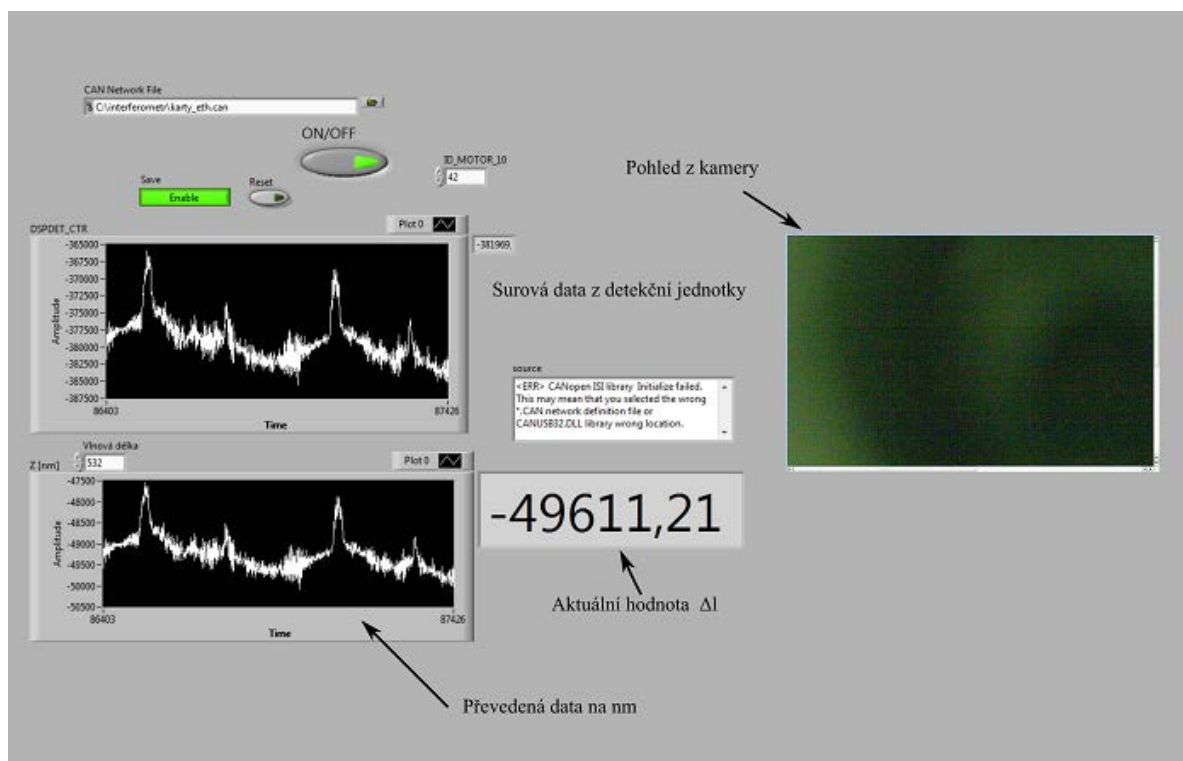 CAN Network File
C:\interferometr\karty_eth.can
ON/OFF
ID_MOTOR_10
42
Save
Enable
Reset
Pohled z kamery
DSPDET_CTR
Plot 0
-381969,
-365000
-367500
-370000
-372500
-375000
-377500
-380000
-382500
-385000
-387500
Amplitude
86403
87426
Time
Surová data z detekční jednotky
source
<ERR> CANopen ISI library Initialize failed.
This may mean that you selected the wrong
*.CAN network definition file or
CANUSB32.DLL library wrong location.
Vlnová délka
532
Z [nm]
Plot 0
-47500
-48000
-48500
-49000
-49500
-50000
-50500
Amplitude
86403
87426
Time
-49611,21
Aktuální hodnota Δl
Převedená data na nm